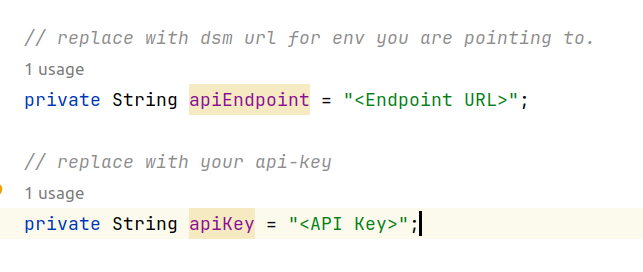 // replace with dsm url for env you are pointing to.
1 usage
private String apiEndpoint = "<Endpoint URL>";
// replace with your api-key
1 usage
private String apiKey = "<API Key>";